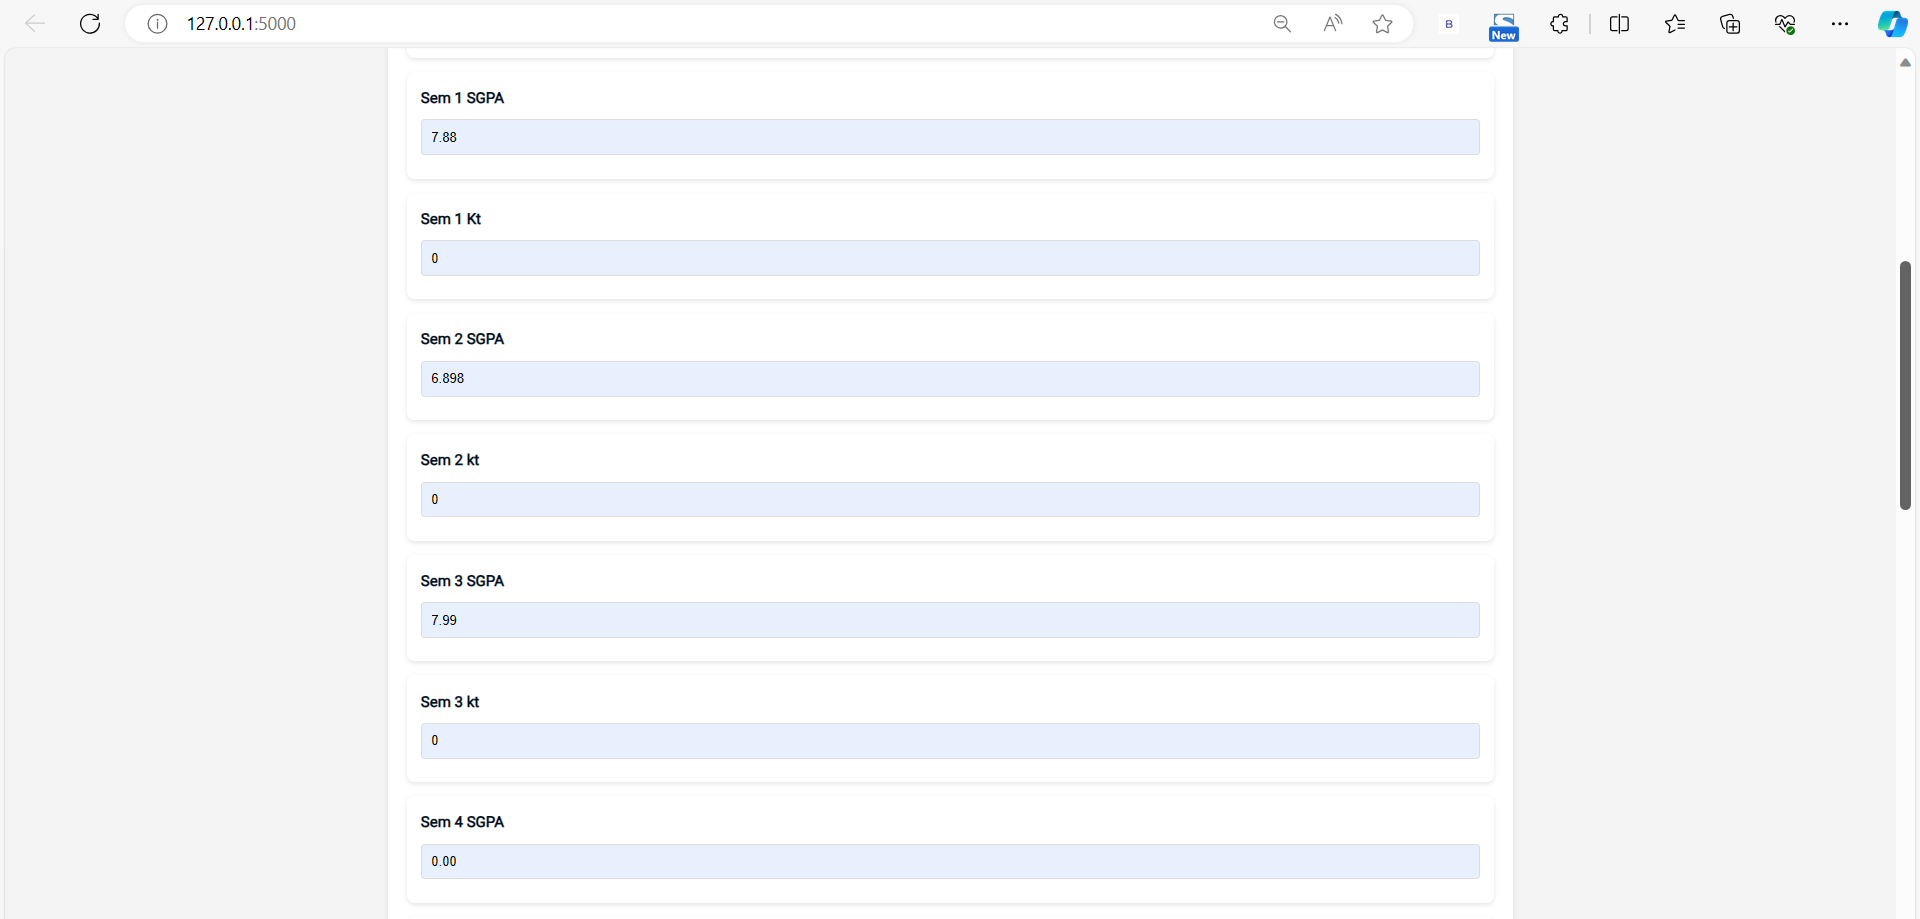 127.0.0.1:5000
B
New
Sem 1 SGPA
7.88
Sem 1 Kt
0
Sem 2 SGPA
6.898
Sem 2 kt
0
Sem 3 SGPA
7.99
Sem 3 kt
0
Sem 4 SGPA
0.00